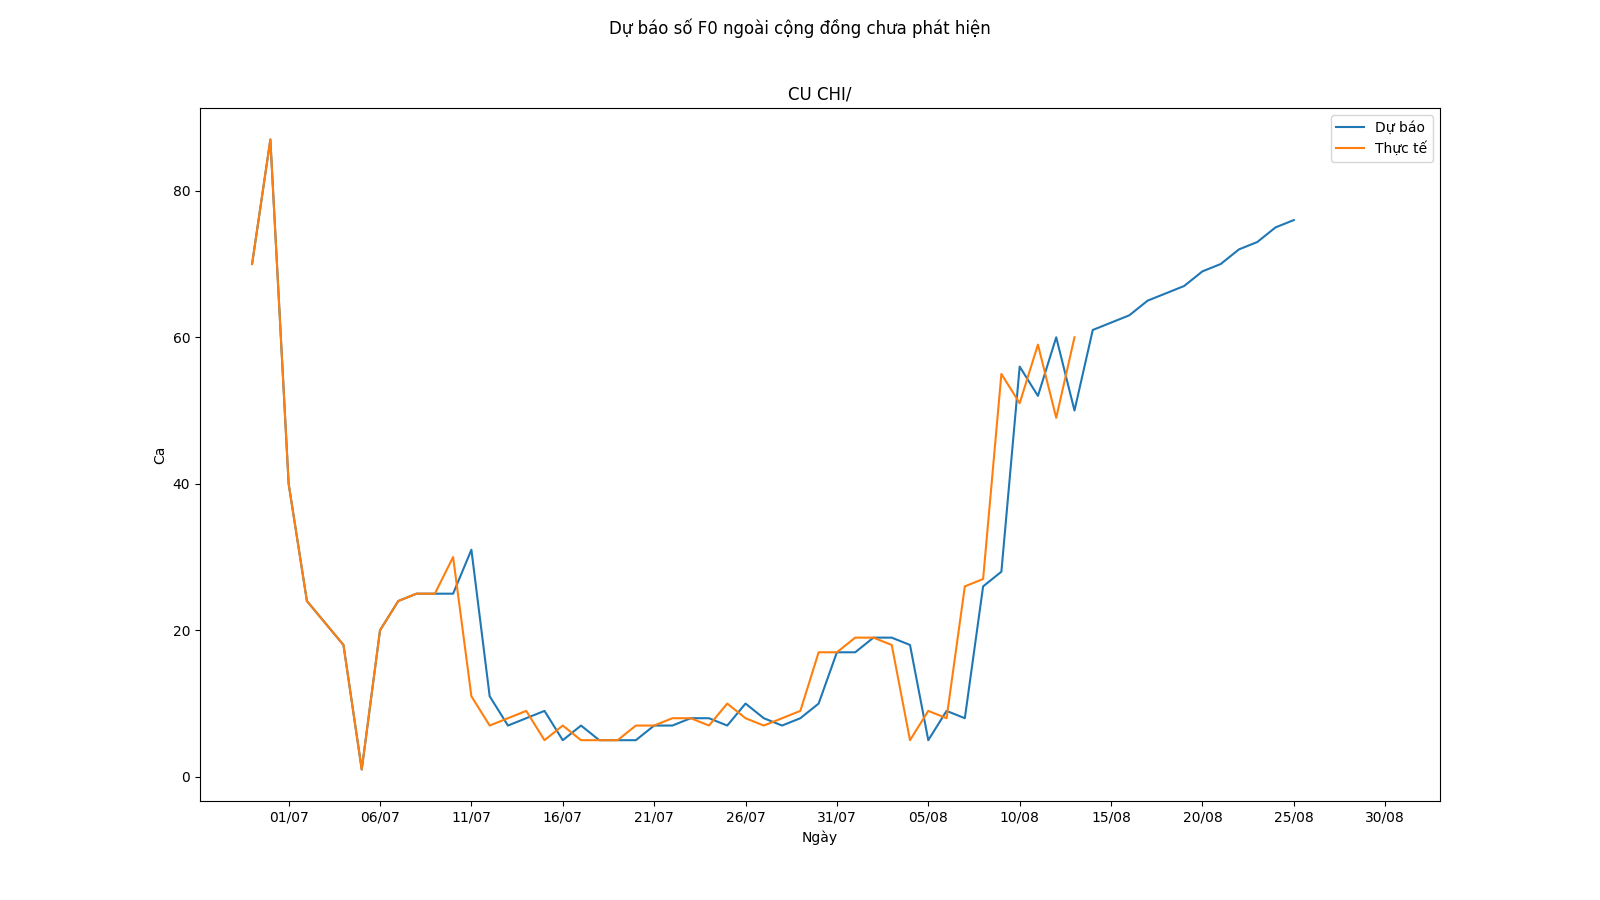 Dự báo số F0 ngoài cộng đồng chưa phát hiện
CU CHI/
Dự báo
Thực tế
80
60
40
20
0
Ca
01/07 06/07 11/07 16/07 21/07 26/07 31/07 05/08 10/08 15/08 20/08 25/08 30/08
Ngày